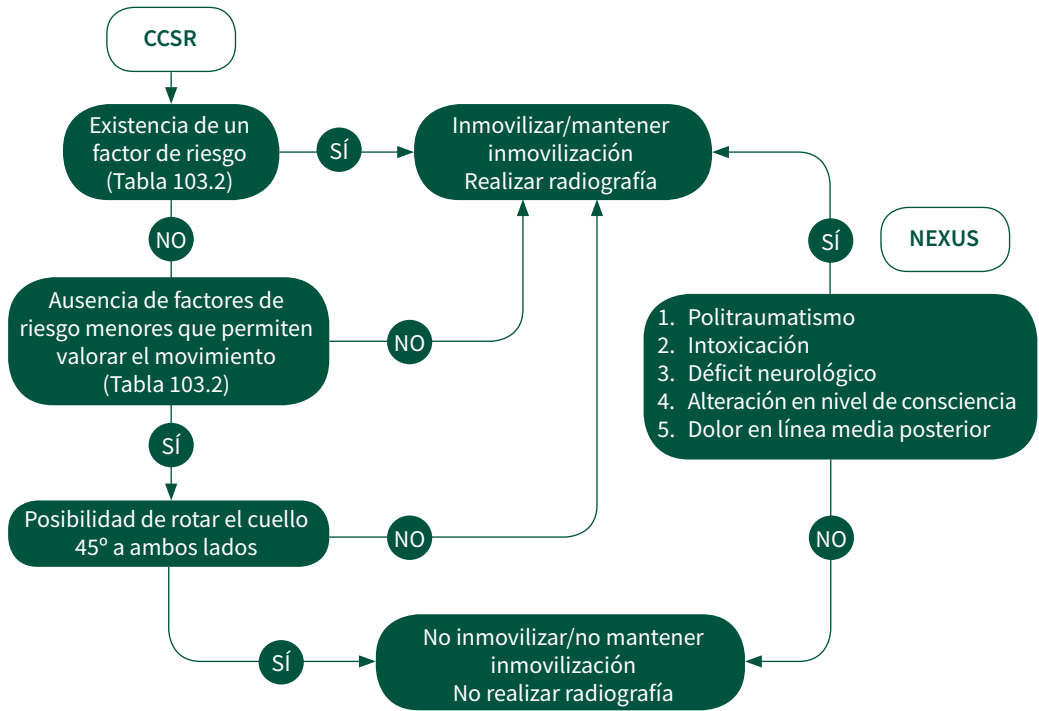 CCSR
Existencia de un
factor de riesgo
(Tabla 103.2)
SÍ
Inmovilizar/mantener
inmovilización
Realizar radiografía
NO
SÍ
NEXUS
Ausencia de factores de
riesgo menores que permiten
valorar el movimiento
(Tabla 103.2)
NO
1. Politraumatismo
2. Intoxicación
3. Déficit neurológico
4. Alteración en nivel de consciencia
5. Dolor en línea media posterior
SÍ
Posibilidad de rotar el cuello
45º a ambos lados
NO
NO
SÍ
No inmovilizar/no mantener
inmovilización
No realizar radiografía